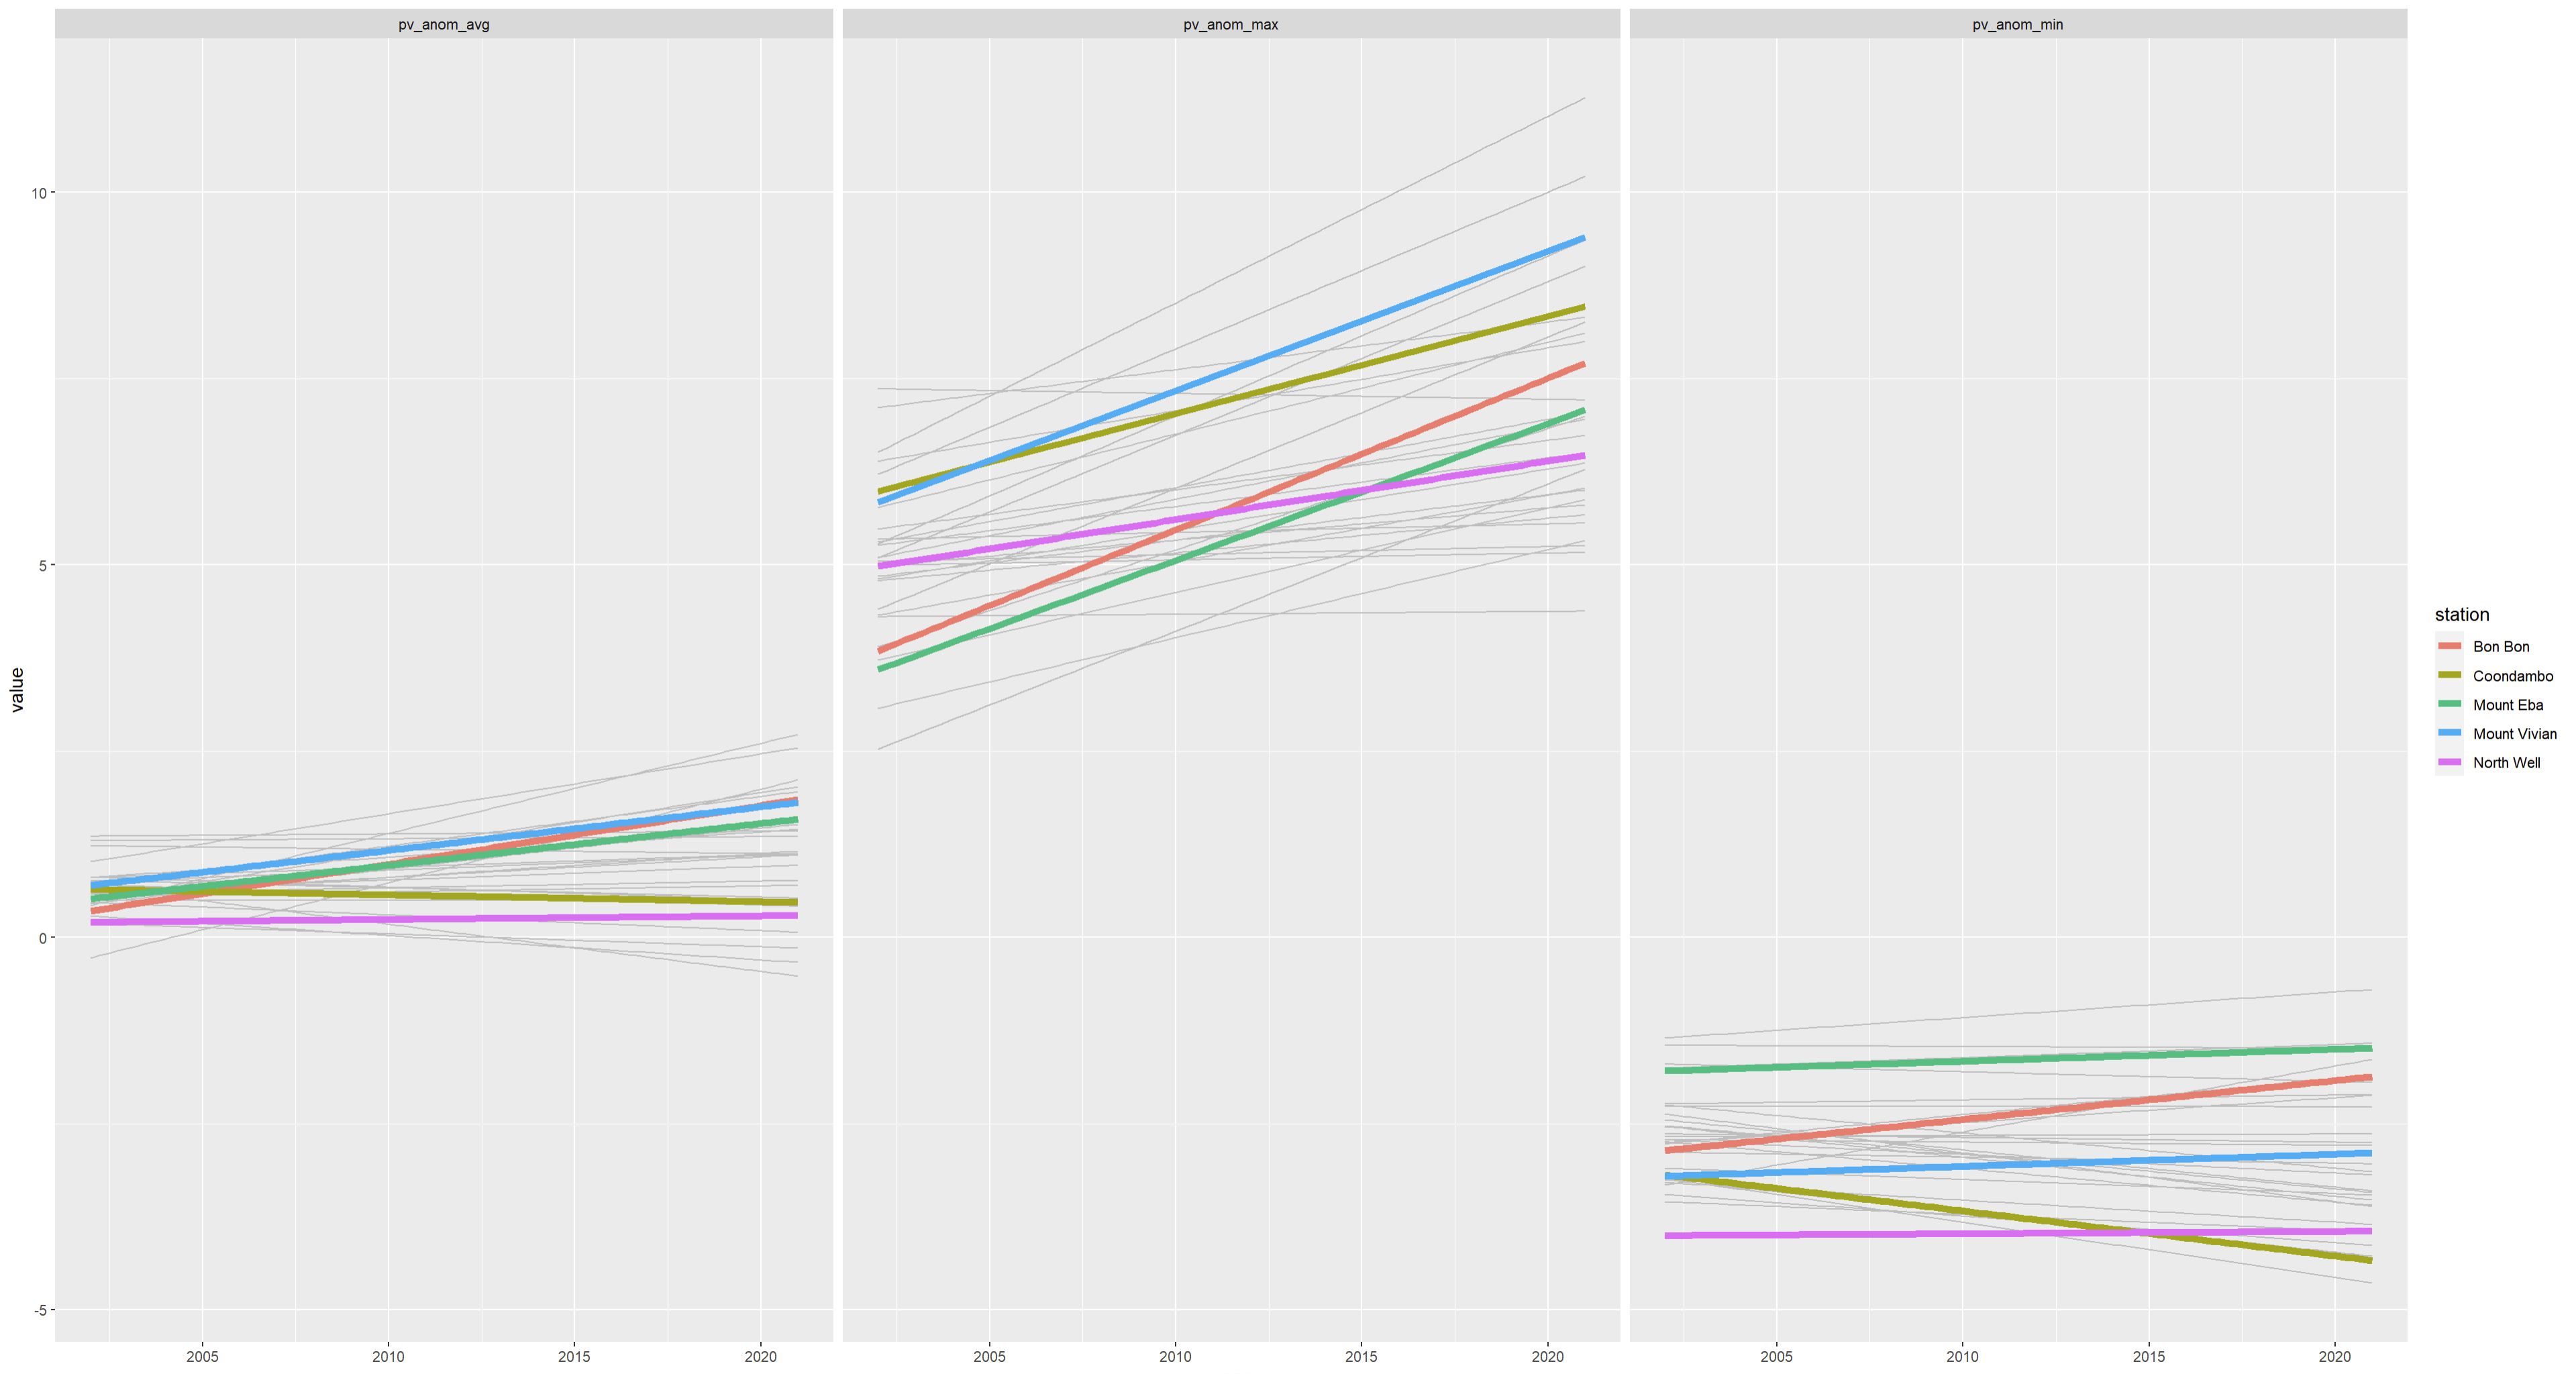 pv_anom_avg
pv_anom_max
pv_anom_min
value
10
5
0
-5
2005 2010 2015 2020
2005 2010 2015 2020
2005 2010 2015 2020
station
Bon Bon
Coondambo
Mount Eba
Mount Vivian
North Well